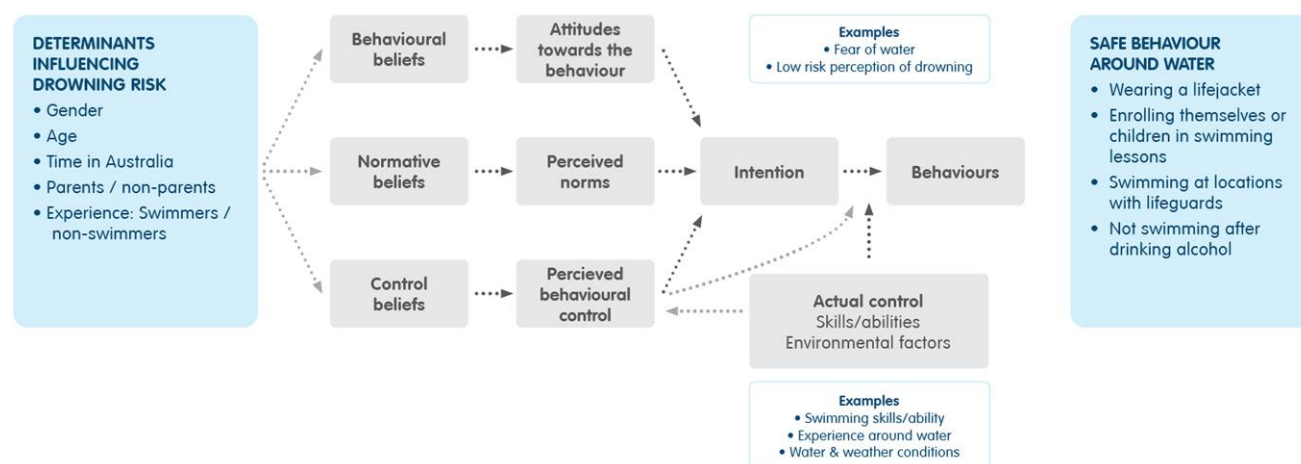 DETERMINANTS
INFLUENCING
DROWNING RISK
• Gender
• Age
• Time in Australia
• Parents / non-parents
• Experience: Swimmers /
non-swimmers
Behavioural
beliefs
Attitudes
towards the
behaviour
Examples
• Fear of water
• Low risk perception of drowning
Normative
beliefs
Perceived
norms
Intention
Behaviours
Control
beliefs
Percieved
behavioural
control
Actual control
Skills/abilities
Environmental factors
Examples
• Swimming skills/ability
• Experience around water
• Water & weather conditions
SAFE BEHAVIOUR
AROUND WATER
• Wearing a lifejacket
• Enrolling themselves or
children in swimming
lessons
• Swimming at locations
with lifeguards
• Not swimming after
drinking alcohol